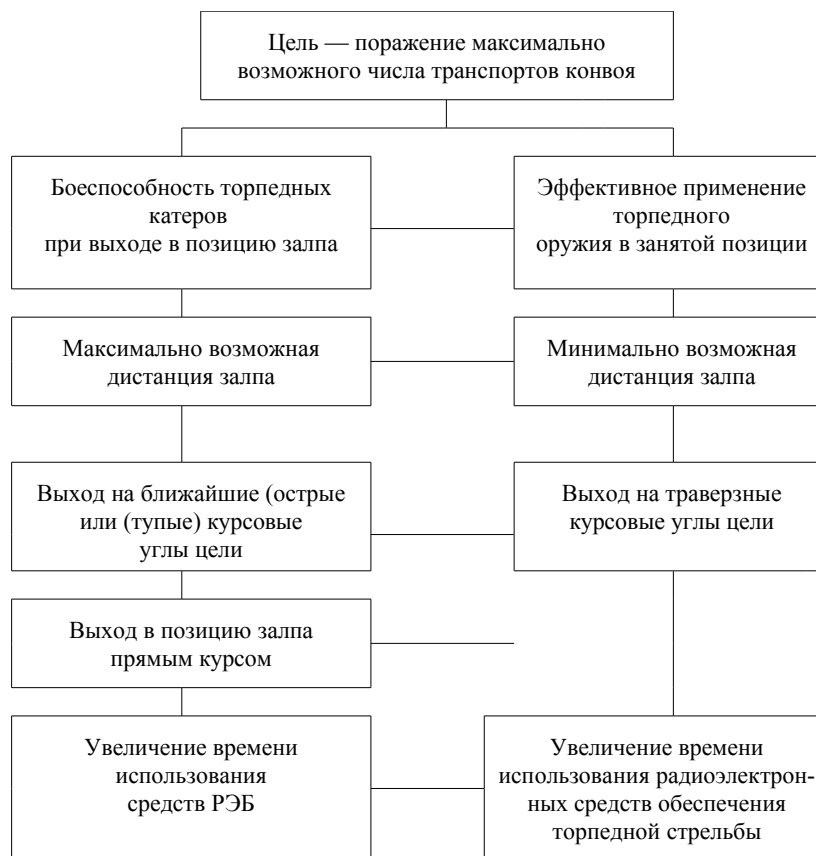 Цель — поражение максимально
возможного числа транспортов конвоя
Боеспособность торпедных
катеров
при выходе в позицию залпа
Эффективное применение
торпедного
оружия в занятой позиции
Максимально возможная
дистанция залпа
Минимально возможная
дистанция залпа
Выход на ближайшие (острые
или (тупые) курсовые
углы цели
Выход на траверзные
курсовые углы цели
Выход в позицию залпа
прямым курсом
Увеличение времени
использования
средств РЭБ
Увеличение времени
использования радиоэлектрон-
ных средств обеспечения
торпедной стрельбы